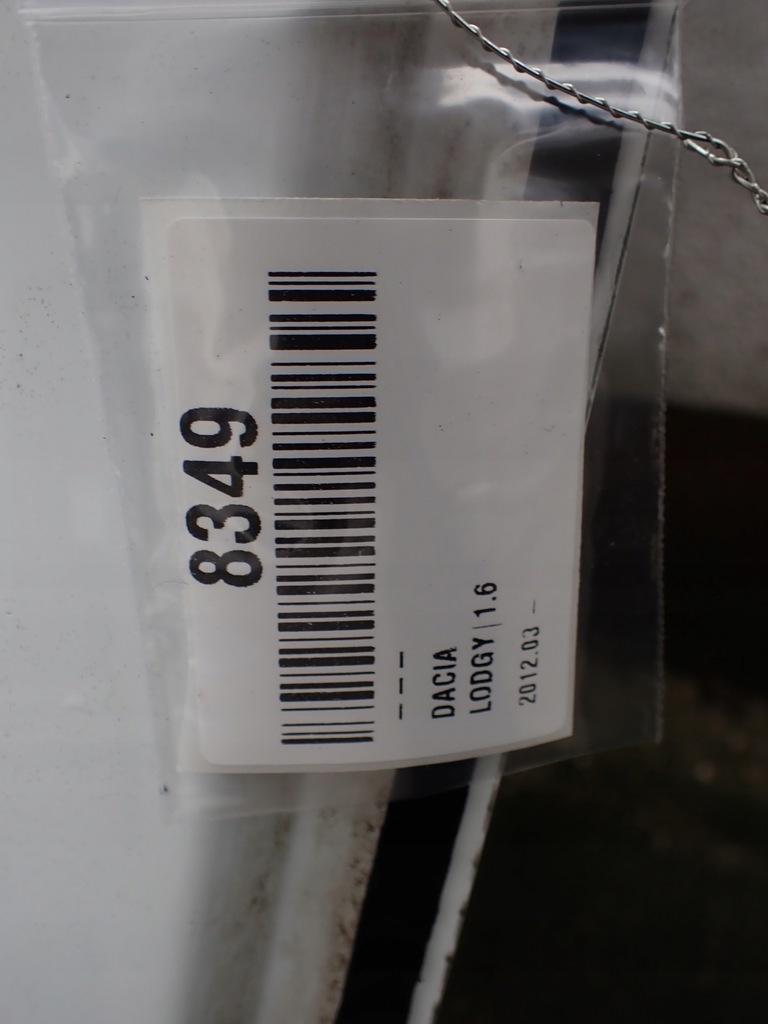 8349
---
DACIA
LODGY | 1.6
2012.03 -